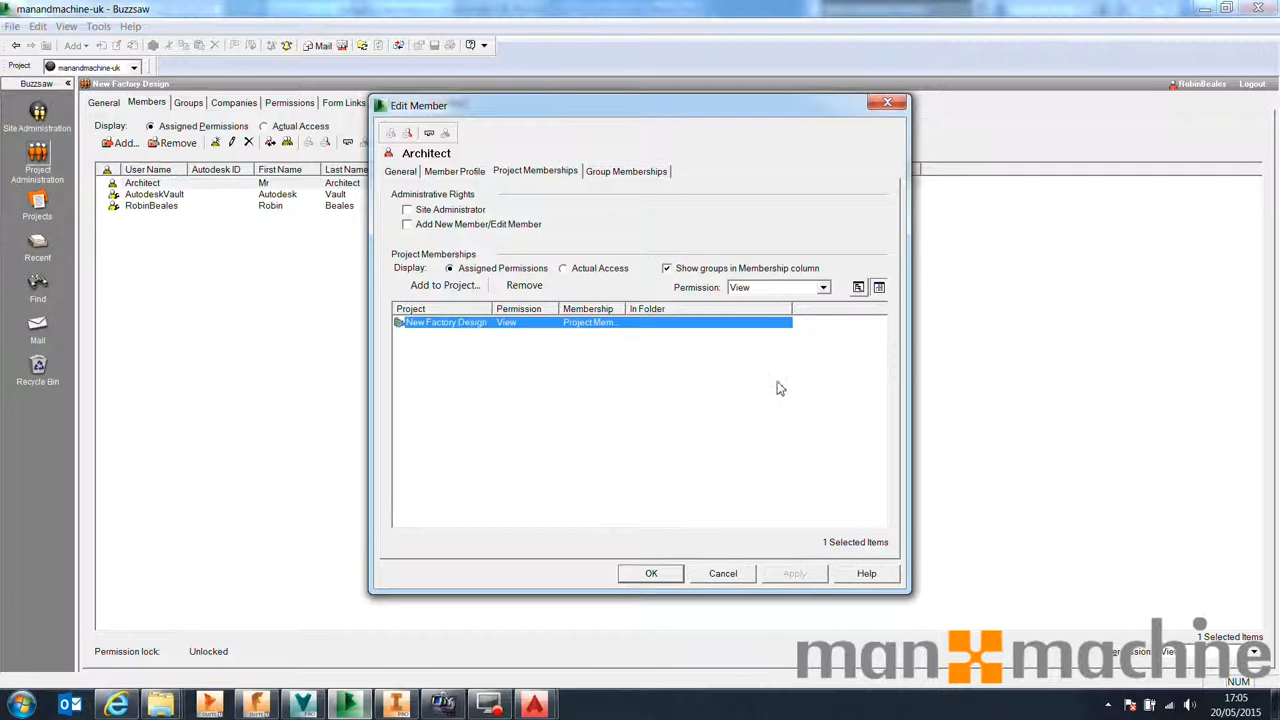 manandmachine-uk - Buzzsaw
File Edit View Tools Help
Add Mail
Project manandmachine-uk
Buzzsaw « New Factory Design RobinBeales Logout
General Members Groups Companies Permissions Form Links
Display: Assigned Permissions Actual Access
Add... Remove
User Name Autodesk ID First Name Last Name
Architect Mr Architect
AutodeskVault Autodesk Vault
RobinBeales Robin Beales
Site Administration
Project
Administration
Projects
Recent
Find
Mail
Recycle Bin
Edit Member
Architect
General Member Profile Project Memberships Group Memberships
Administrative Rights
Site Administrator
Add New Member/Edit Member
Project Memberships
Display: Assigned Permissions Actual Access Show groups in Membership column
Add to Project... Remove Permission: View
Project Permission Membership In Folder
New Factory Design View Project Mem...
1 Selected Items
OK Cancel Apply Help
1 Selected Items
Permission lock: Unlocked
man machine
NUM
17:05
20/05/2015